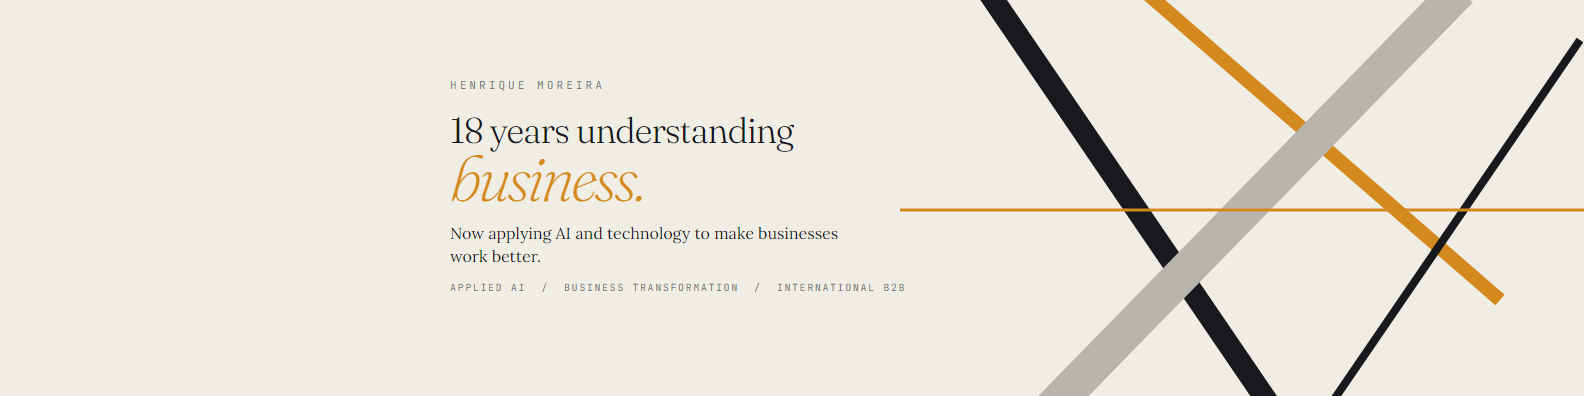 HENRIQUE MOREIRA
18 years understanding
business.
Now applying AI and technology to make businesses
work better.
APPLIED AI / BUSINESS TRANSFORMATION / INTERNATIONAL B2B